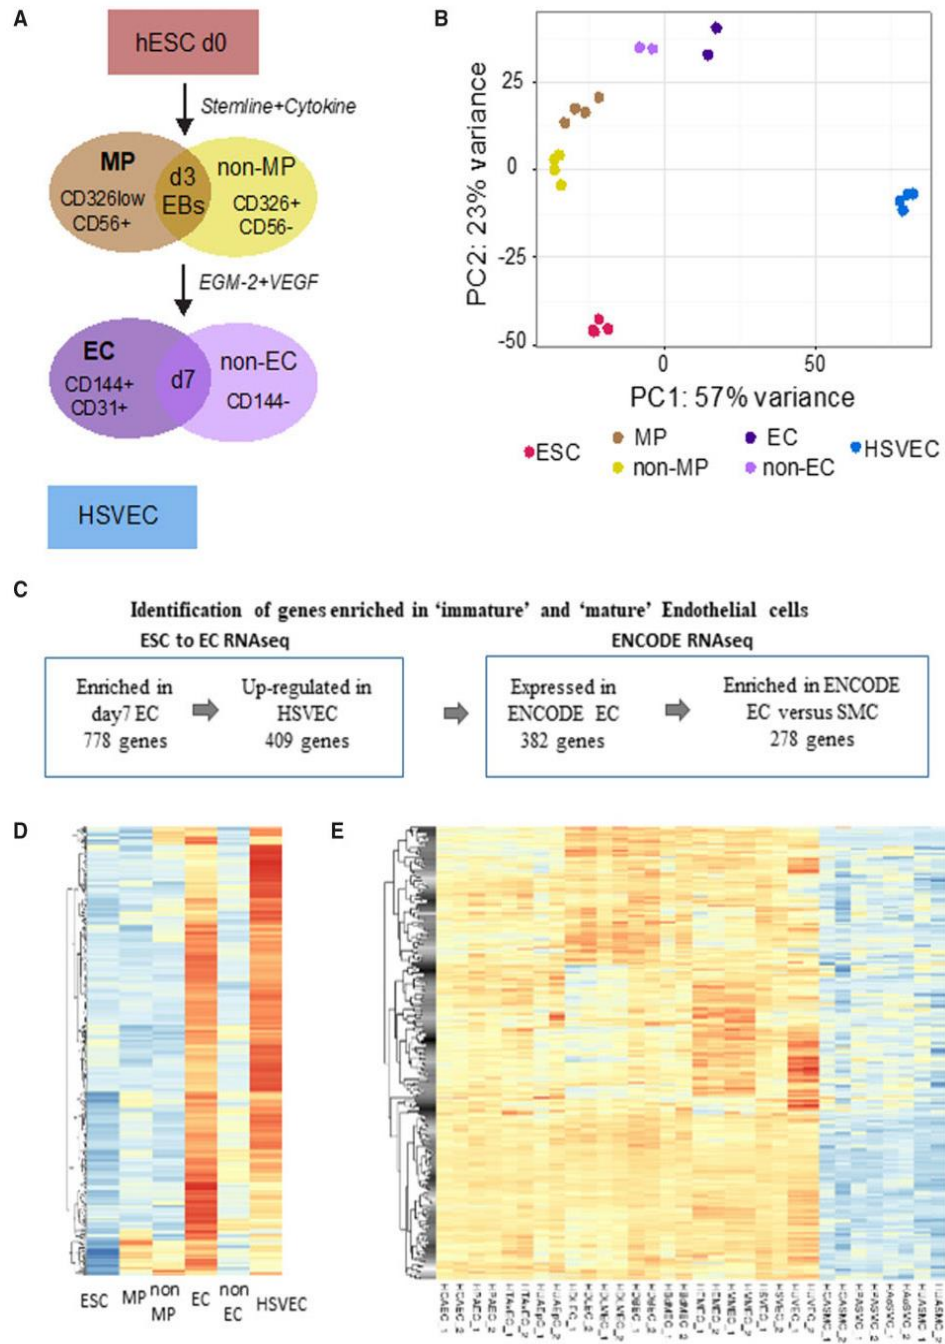 A
hESC d0
Stemline+Cytokine
MP
CD326low
CD56+
d3
EBs
non-MP
CD326+
CD56-
EGM-2+VEGF
EC
CD144+
CD31+
d7
non-EC
CD144-
HSVEC
B
PC2: 23% variance
25
0
-25
-50
0
50
PC1: 57% variance
ESC
MP
EC
HSVEC
non-MP
non-EC
C
Identification of genes enriched in 'immature' and 'mature' Endothelial cells
ESC to EC RNAseq
ENCODE RNAseq
Enriched in
day7 EC
778 genes
Up-regulated in
HSVEC
409 genes
Expressed in
ENCODE EC
382 genes
Enriched in ENCODE
EC versus SMC
278 genes
D
ESC
MP
non
MP
EC
non
EC
HSVEC
E
HCAEC_1
HCAEC_2
HPAEC_1
HPAEC_2